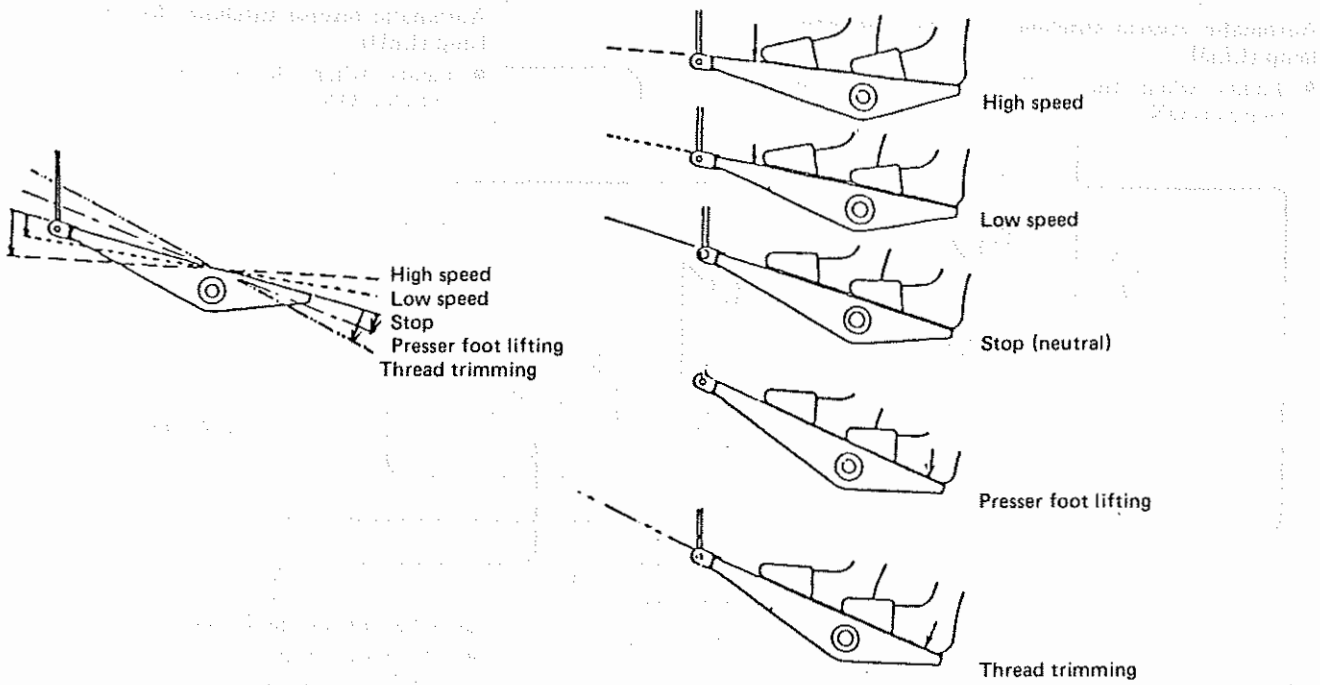 High speed
Low speed
Stop
Presser foot lifting
Thread trimming
High speed
Low speed
Stop (neutral)
Presser foot lifting
Thread trimming